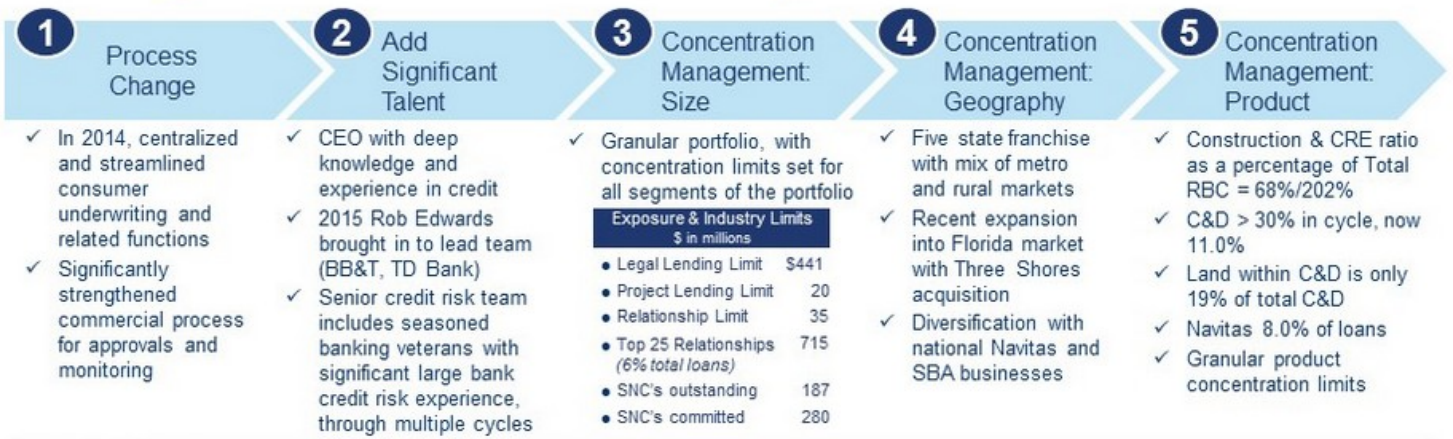 1
Process
Change
✓ In 2014, centralized
and streamlined
consumer
underwriting and
related functions
✓ Significantly
strengthened
commercial process
for approvals and
monitoring
2
Add
Significant
Talent
✓ CEO with deep
knowledge and
experience in credit
✓ 2015 Rob Edwards
brought in to lead team
(BB&T, TD Bank)
✓ Senior credit risk team
includes seasoned
banking veterans with
significant large bank
credit risk experience,
through multiple cycles
3
Concentration
Management:
Size
✓ Granular portfolio, with
concentration limits set for
all segments of the portfolio
Exposure & Industry Limits
$ in millions
• Legal Lending Limit $441
• Project Lending Limit 20
• Relationship Limit 35
• Top 25 Relationships 715
(6% total loans)
• SNC's outstanding 187
• SNC's committed 280
4
Concentration
Management:
Geography
✓ Five state franchise
with mix of metro
and rural markets
✓ Recent expansion
into Florida market
with Three Shores
acquisition
✓ Diversification with
national Navitas and
SBA businesses
5
Concentration
Management:
Product
✓ Construction & CRE ratio
as a percentage of Total
RBC = 68%/202%
✓ C&D > 30% in cycle, now
11.0%
✓ Land within C&D is only
19% of total C&D
✓ Navitas 8.0% of loans
✓ Granular product
concentration limits